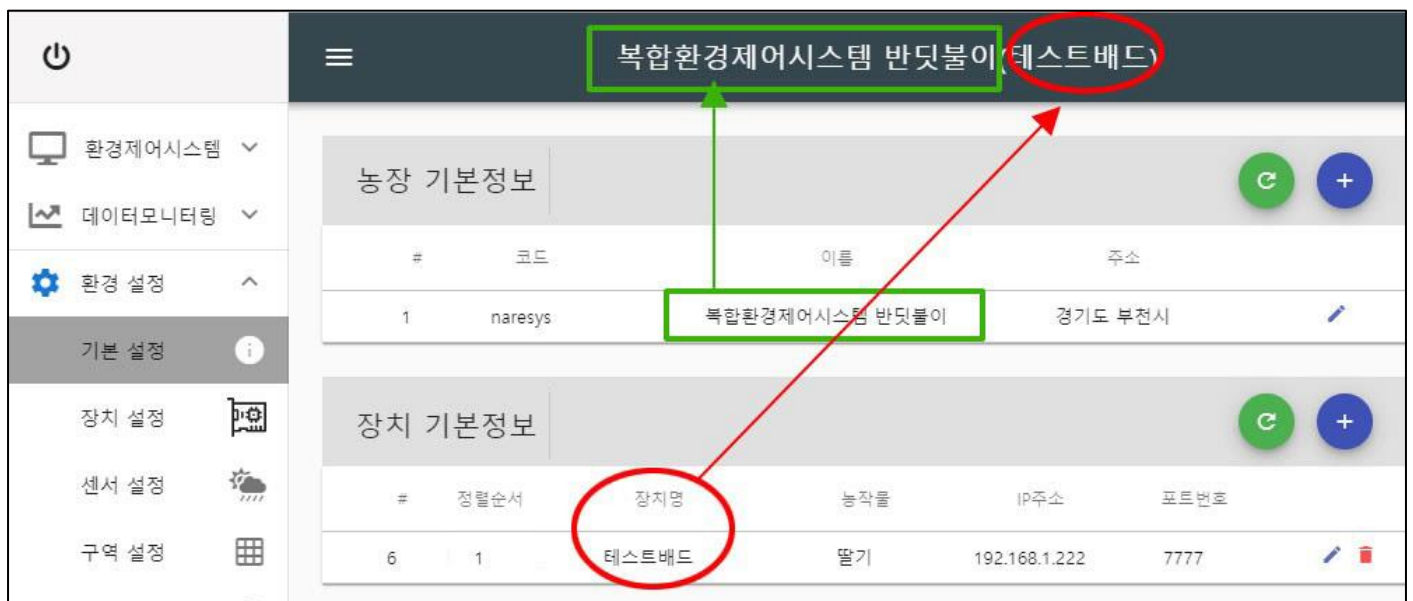 복합환경제어시스템 반딧불이(테스트배드)
환경제어시스템
데이터모니터링
환경 설정
기본 설정
장치 설정
센서 설정
구역 설정
농장 기본정보
# 코드 이름 주소
1 naresys 복합환경제어시스템 반딧불이 경기도 부천시
장치 기본정보
# 정렬순서 장치명 농작물 IP주소 포트번호
6 1 테스트배드 딸기 192.168.1.222 7777